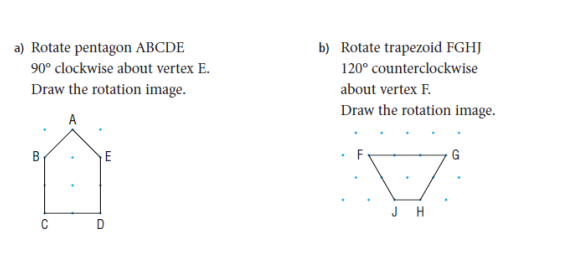 a) Rotate pentagon ABCDE
90° clockwise about vertex E.
Draw the rotation image.
A
B
E
C
D
b) Rotate trapezoid FGHJ
120° counterclockwise
about vertex F.
Draw the rotation image.
F
G
J
H